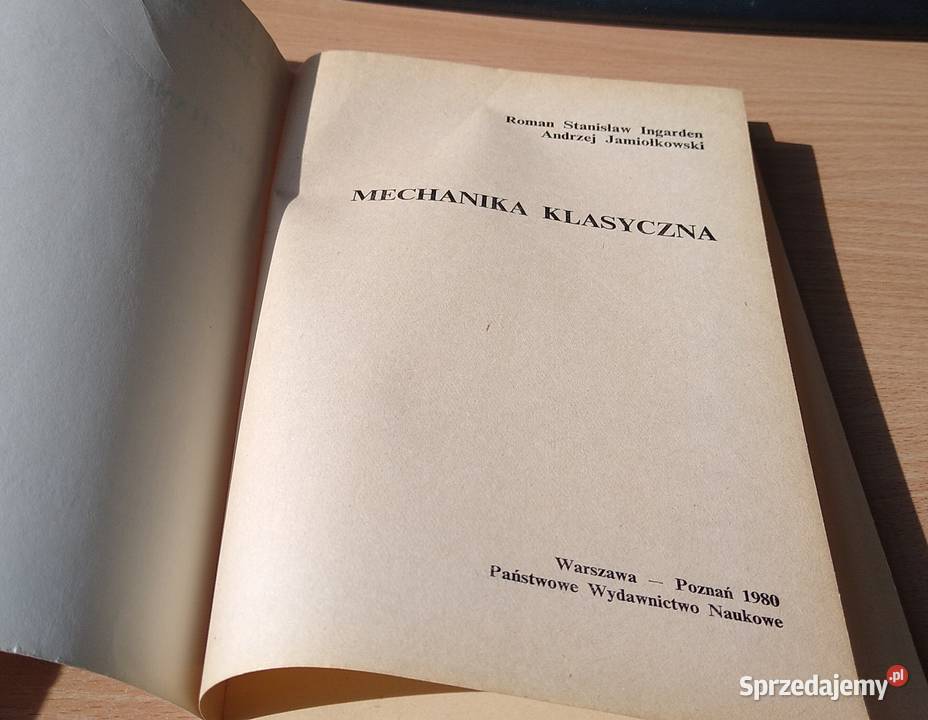 Roman Stanisław Ingarden
Andrzej Jamiołkowski
MECHANIKA KLASYCZNA
Warszawa — Poznań 1980
Państwowe Wydawnictwo Naukowe
Sprzedajemy.pl